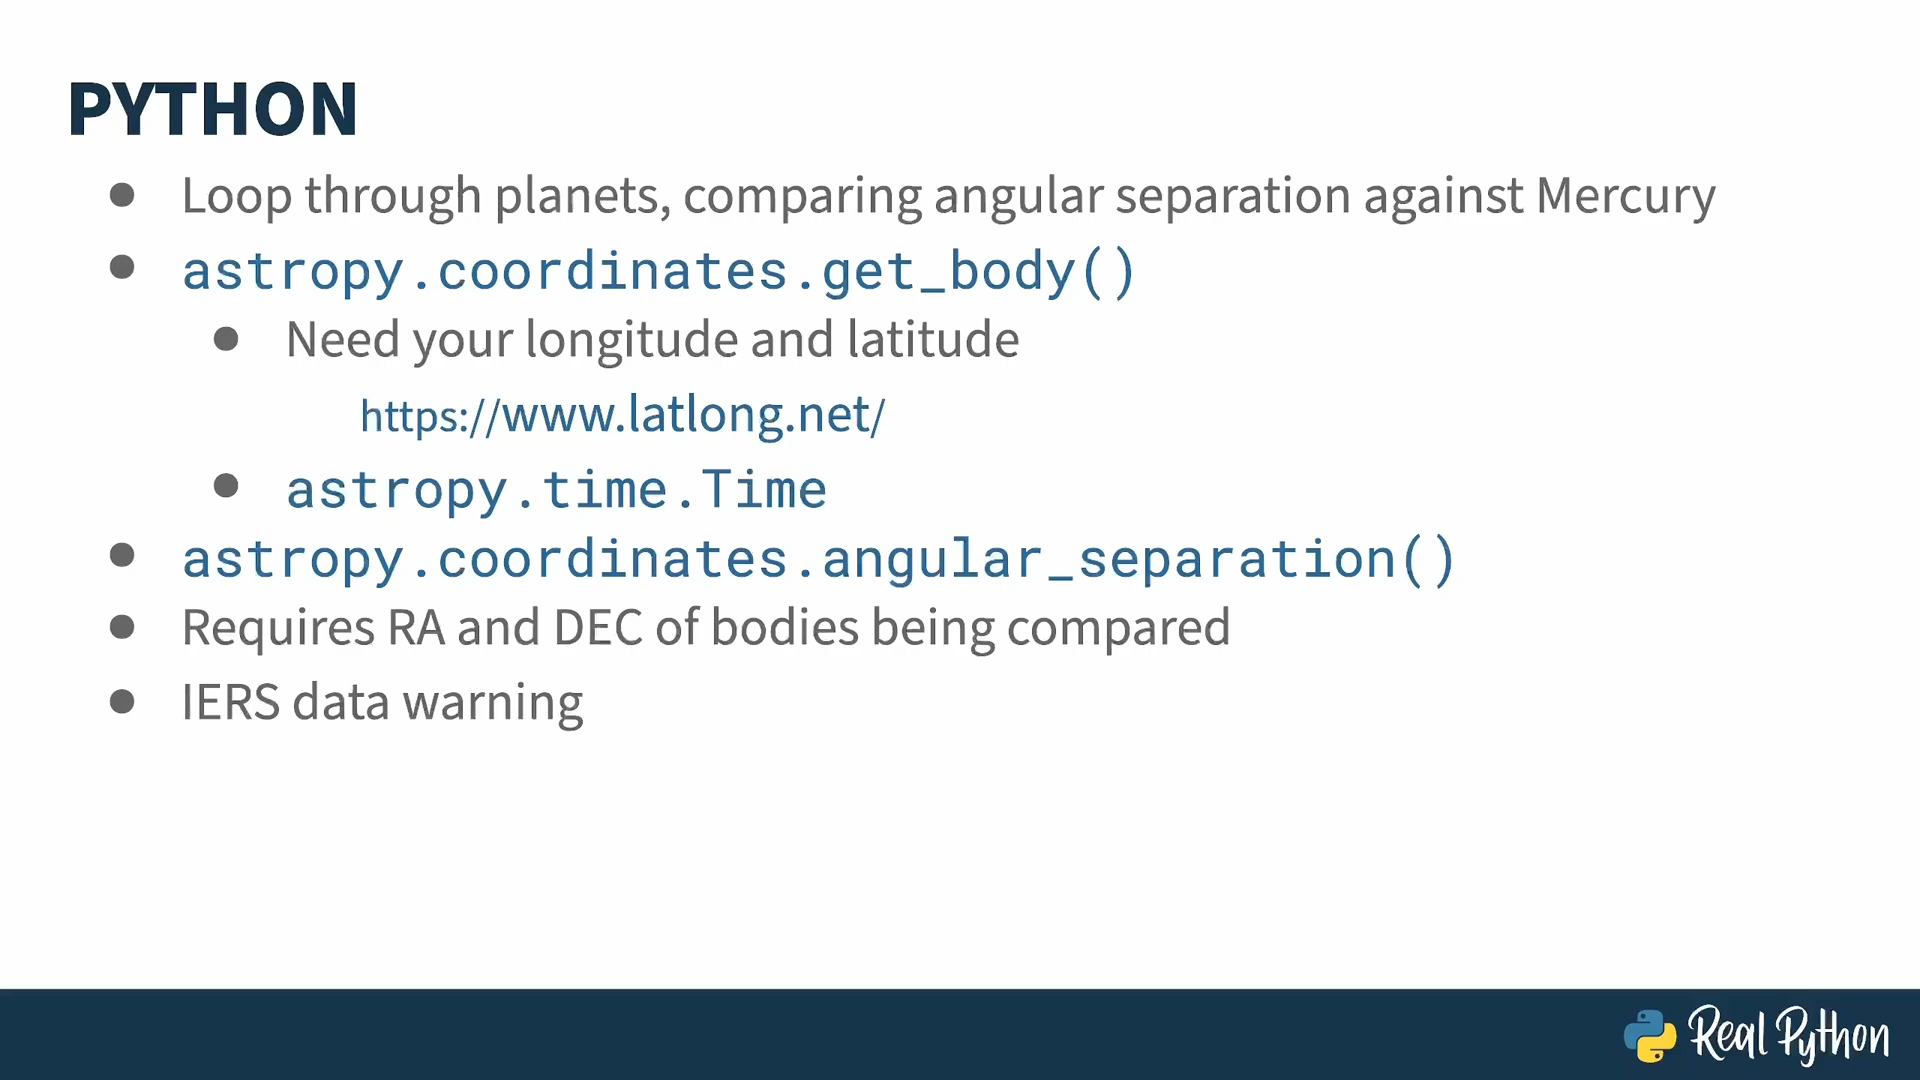 PYTHON
● Loop through planets, comparing angular separation against Mercury
● astropy.coordinates.get_body()
● Need your longitude and latitude
https://www.latlong.net/
● astropy.time.Time
● astropy.coordinates.angular_separation()
● Requires RA and DEC of bodies being compared
● IERS data warning
Real Python